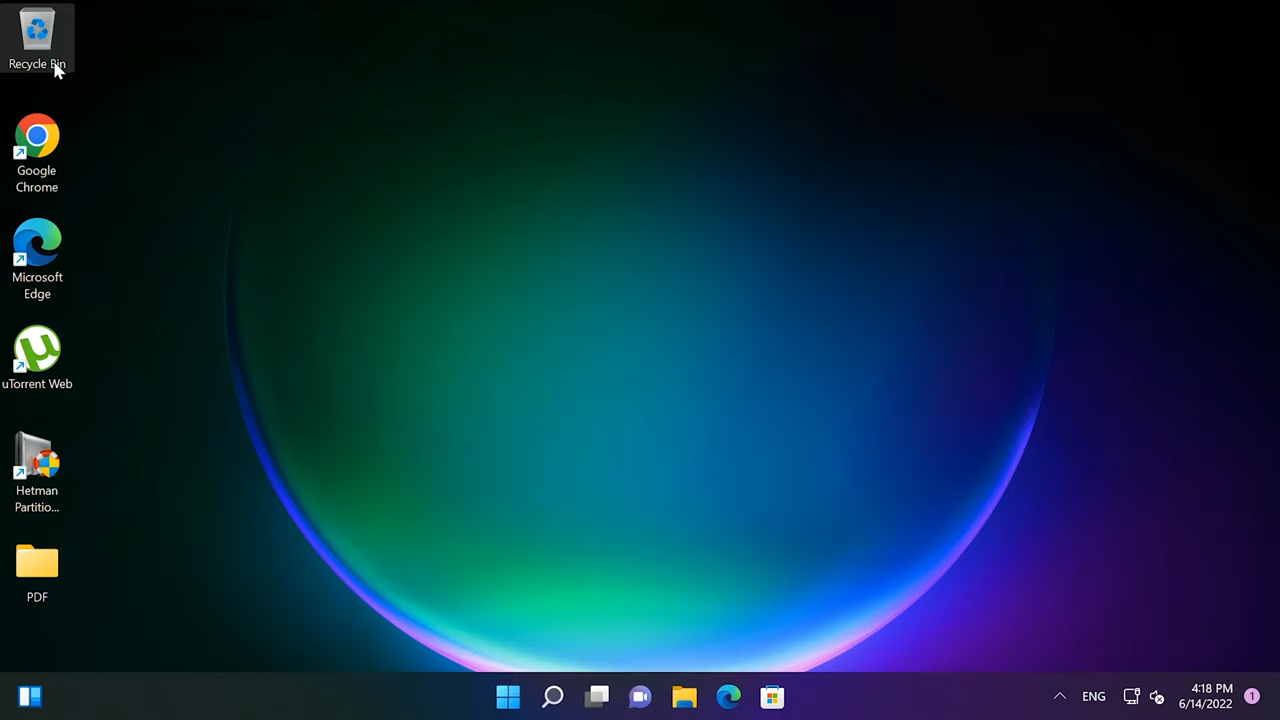 Recycle Bin
Google
Chrome
Microsoft
Edge
uTorrent Web
Hetman
Partitio...
PDF
ENG
4:18 PM
6/14/2022
1